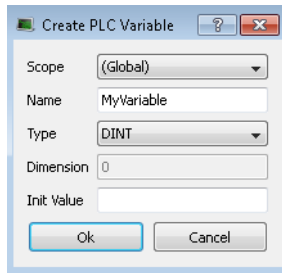 Create PLC Variable
Scope (Global)
Name MyVariable
Type DINT
Dimension 0
Init Value
Ok Cancel